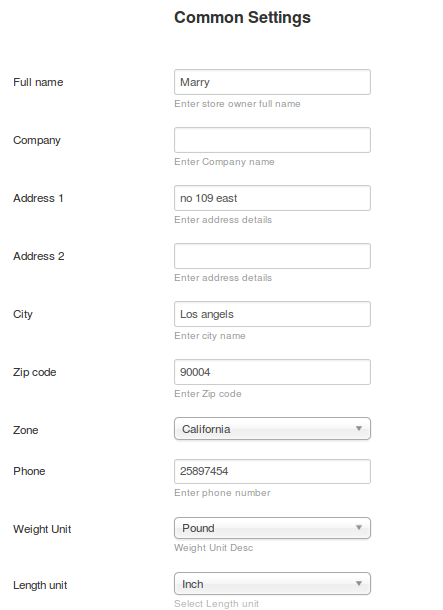 Common Settings
Full name Marry
Enter store owner full name
Company
Enter Company name
Address 1 no 109 east
Enter address details
Address 2
Enter address details
City Los angels
Enter city name
Zip code 90004
Enter Zip code
Zone California
Phone 25897454
Enter phone number
Weight Unit Pound
Weight Unit Desc
Length unit Inch
Select Length unit